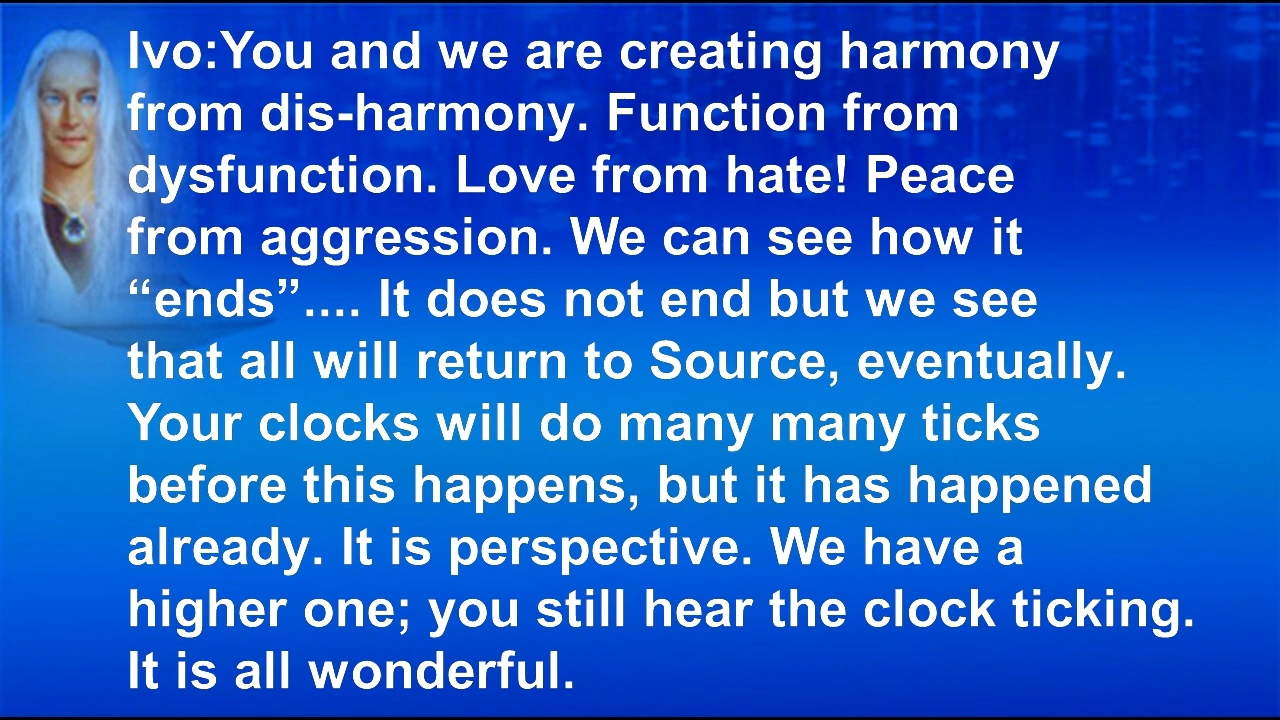 Ivo:You and we are creating harmony
from dis-harmony. Function from
dysfunction. Love from hate! Peace
from aggression. We can see how it
“ends”.... It does not end but we see
that all will return to Source, eventually.
Your clocks will do many many ticks
before this happens, but it has happened
already. It is perspective. We have a
higher one; you still hear the clock ticking.
It is all wonderful.